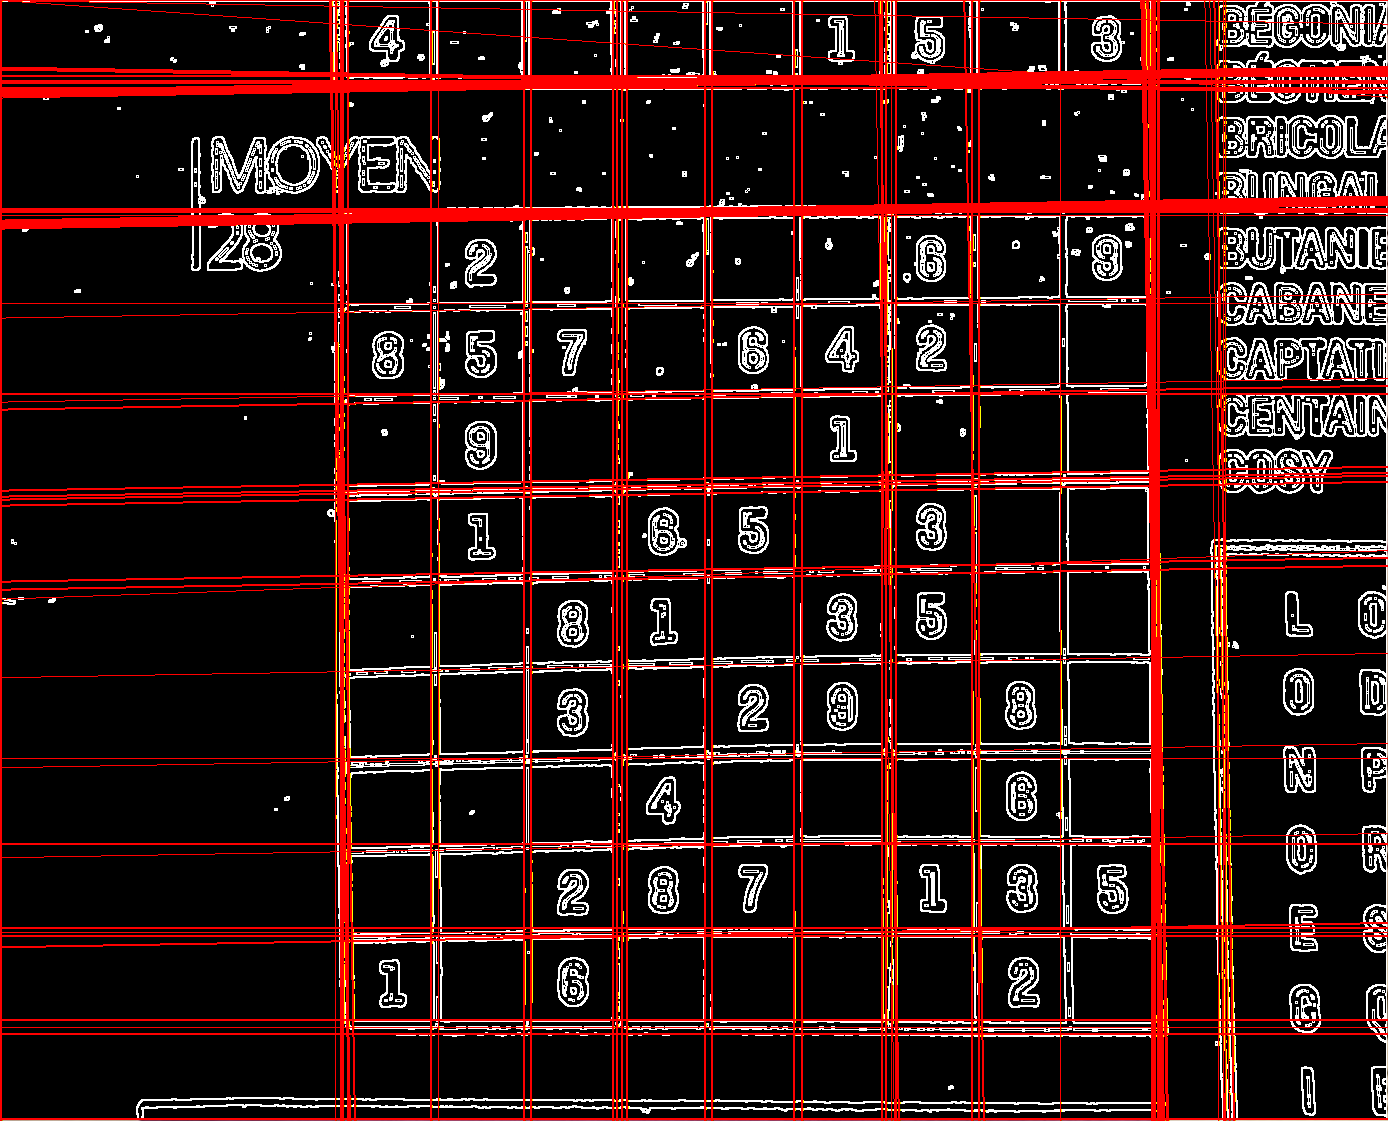 4 1 5 3
BÉGONIA
BRICOLA
MOYEN
28
BUNGAL
2 6 9
BUTANIE
CABANE
8 5 7 6 4 2
CAPTATI
9 1
CENTAIN
COSY
1 6 5 3
8 1 3 5
L O
3 2 9 8
O D
4 6
N P
2 8 7 1 3 5
O R
E S
1 6 2
G
I